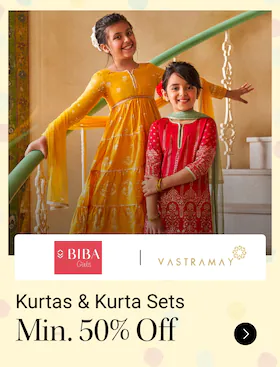 BIBA
Girls
VASTRAMAY
Kurtas & Kurta Sets
Min. 50% Off